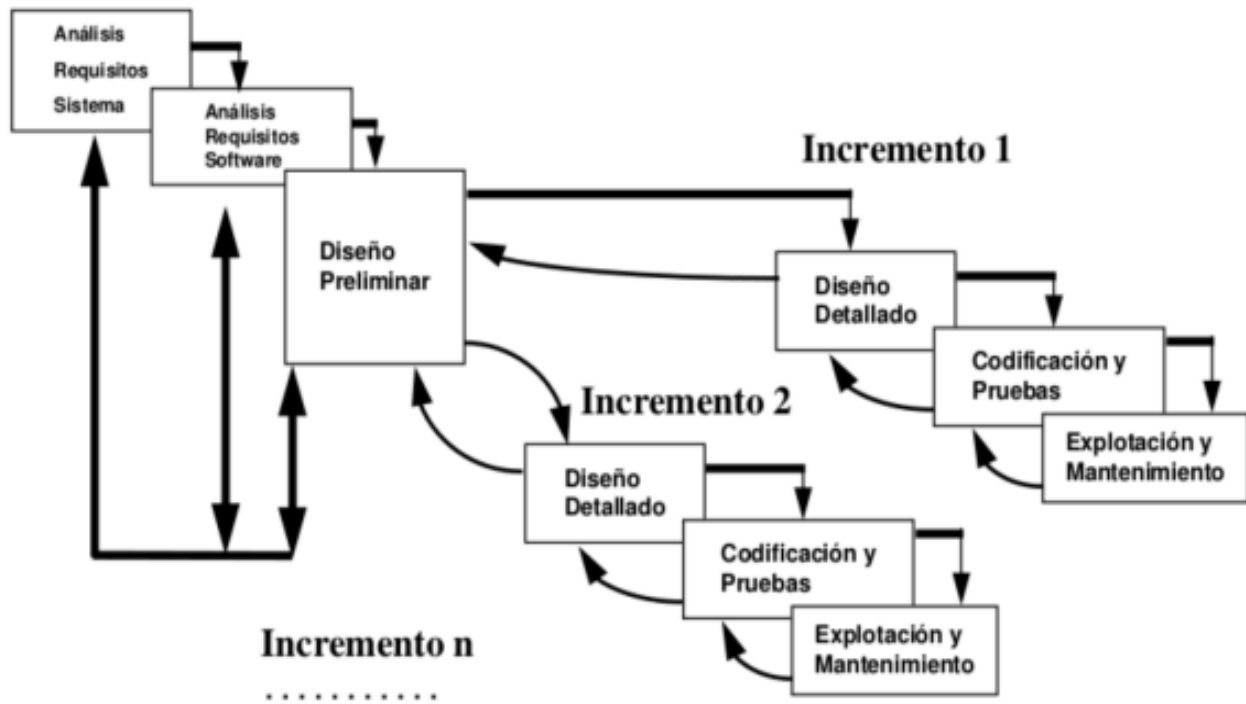 Análisis
Requisitos
Sistema
Análisis
Requisitos
Software
Diseño
Preliminar
Incremento 1
Diseño
Detallado
Codificación y
Pruebas
Explotación y
Mantenimiento
Incremento 2
Diseño
Detallado
Codificación y
Pruebas
Explotación y
Mantenimiento
Incremento n
. . . . . . . . . . .